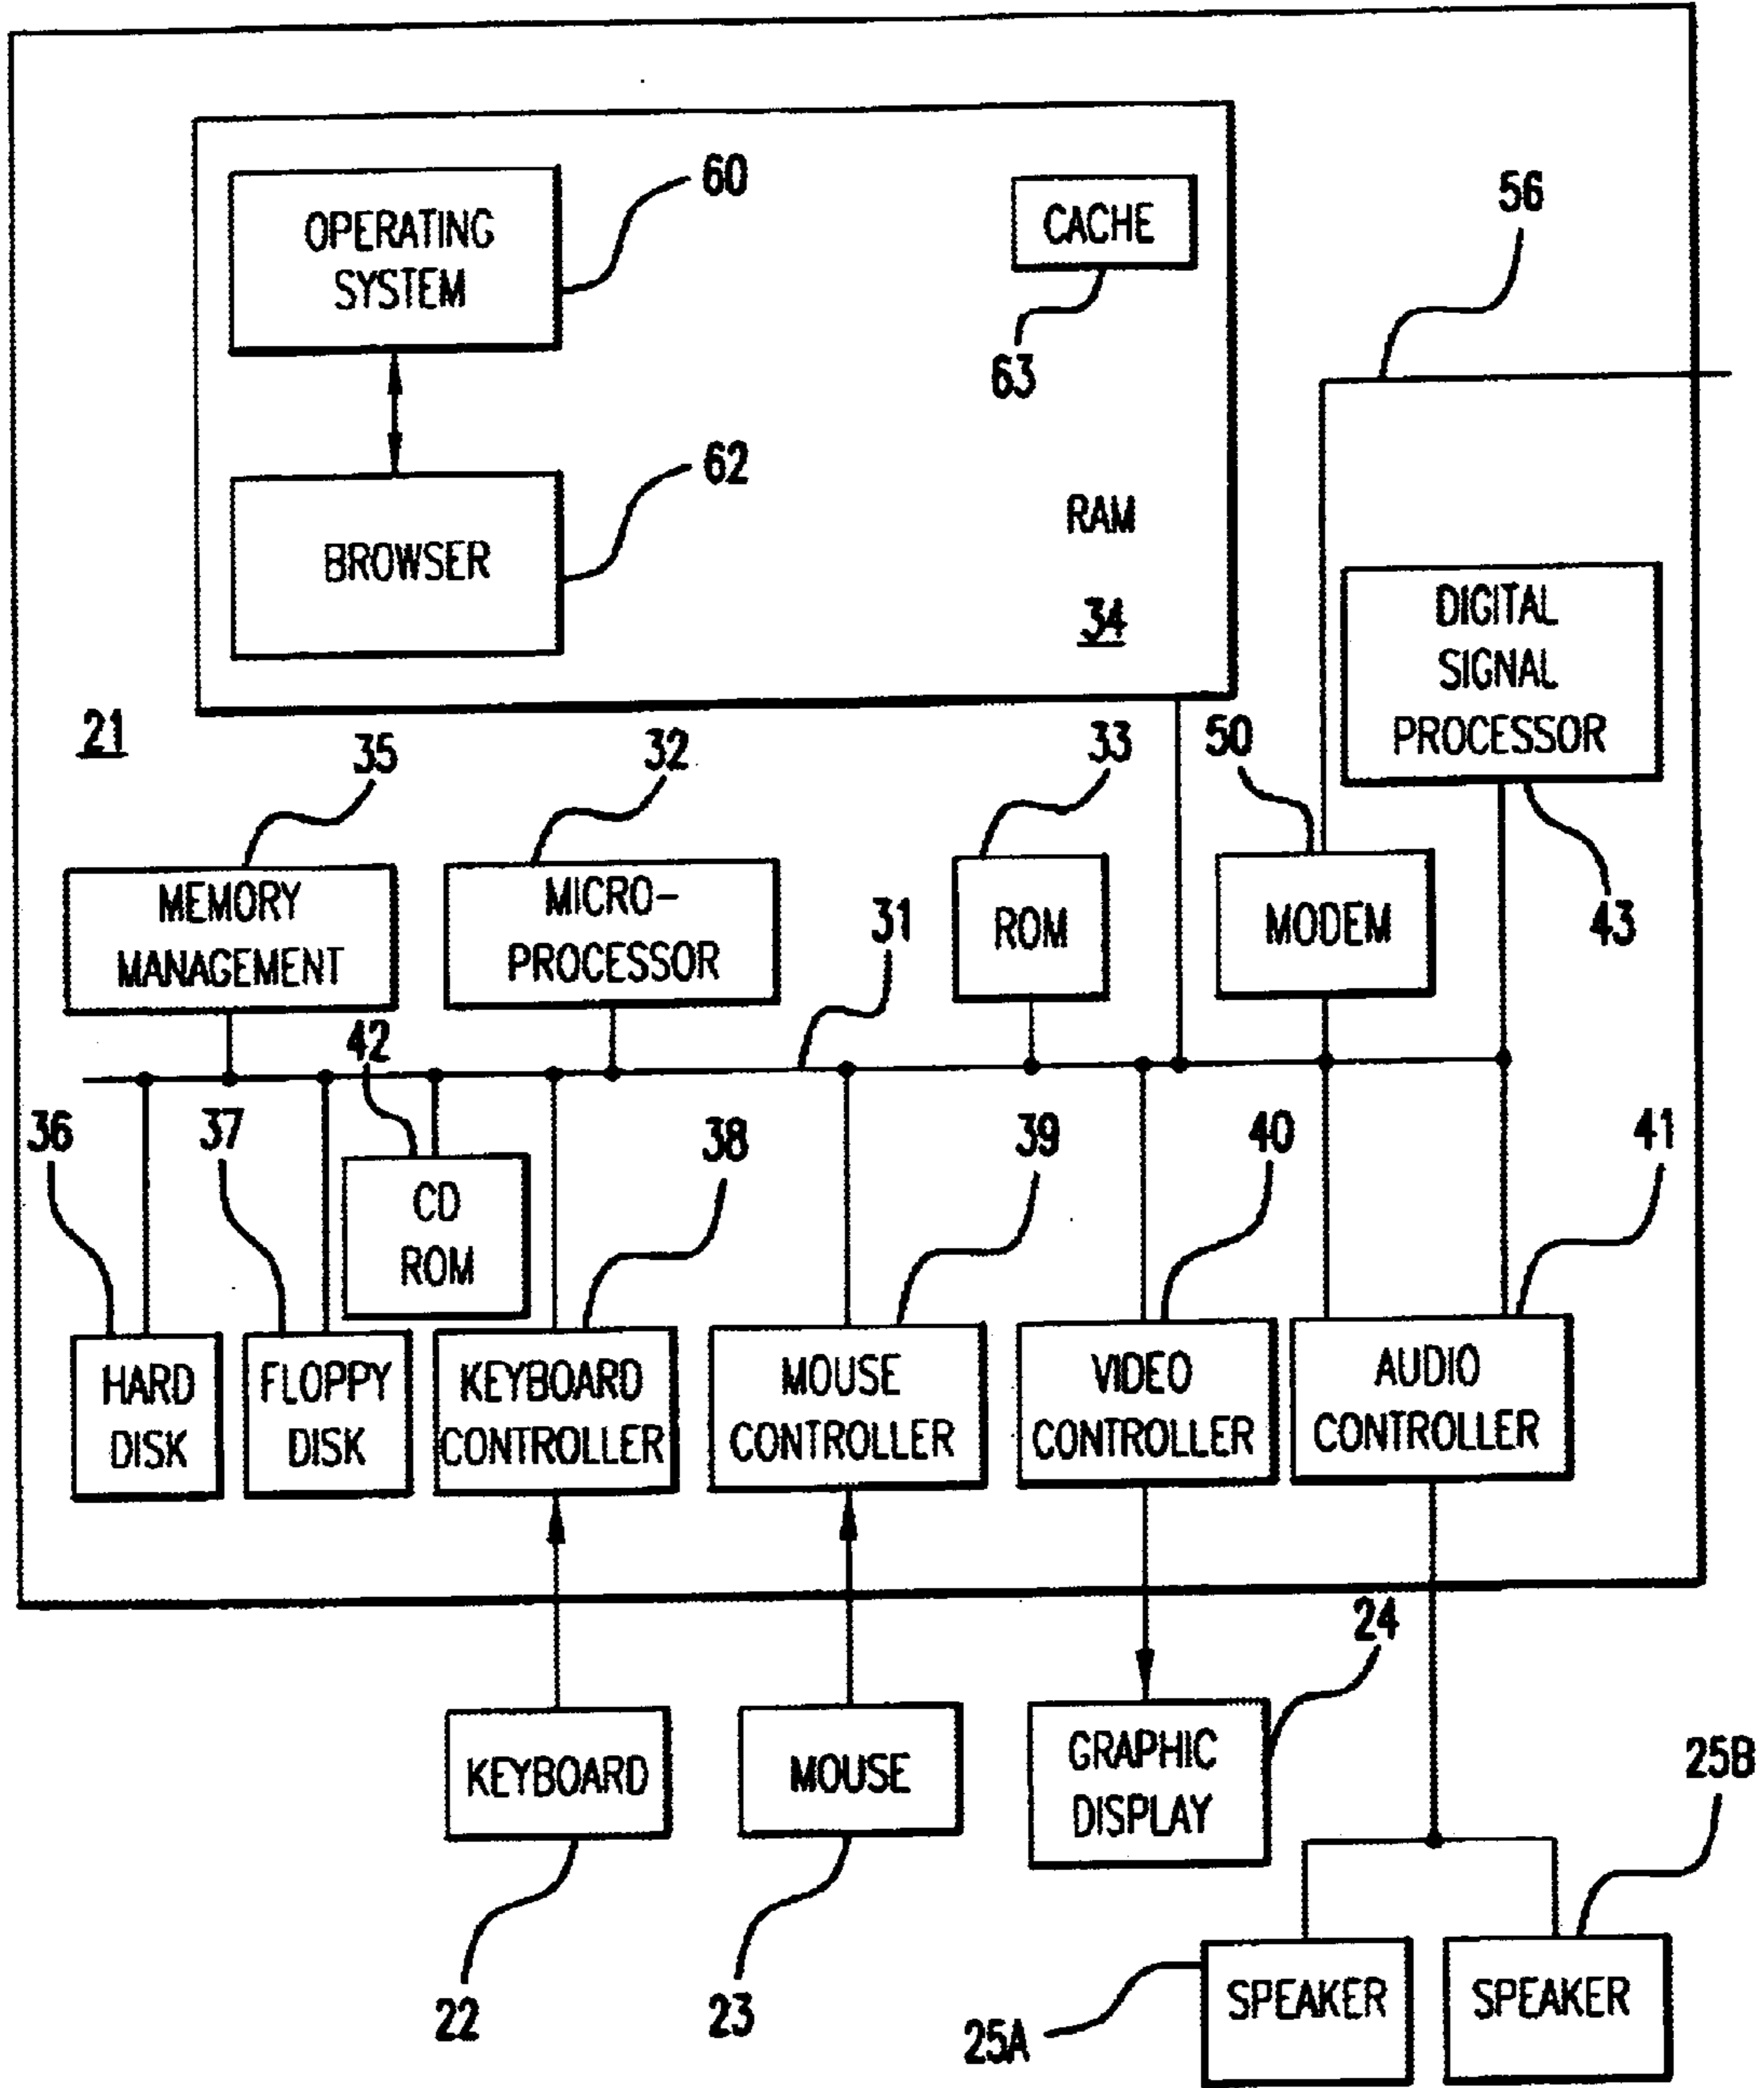 60
OPERATING
SYSTEM
CACHE
56
63
62
BROWSER
RAM
34
DIGITAL
SIGNAL
PROCESSOR
21
35
32
33
50
MEMORY
MANAGEMENT
MICRO-
PROCESSOR
31
ROM
MODEM
43
42
36
37
38
39
40
41
CD
ROM
HARD
DISK
FLOPPY
DISK
KEYBOARD
CONTROLLER
MOUSE
CONTROLLER
VIDEO
CONTROLLER
AUDIO
CONTROLLER
24
KEYBOARD
MOUSE
GRAPHIC
DISPLAY
25B
22
23
25A
SPEAKER
SPEAKER